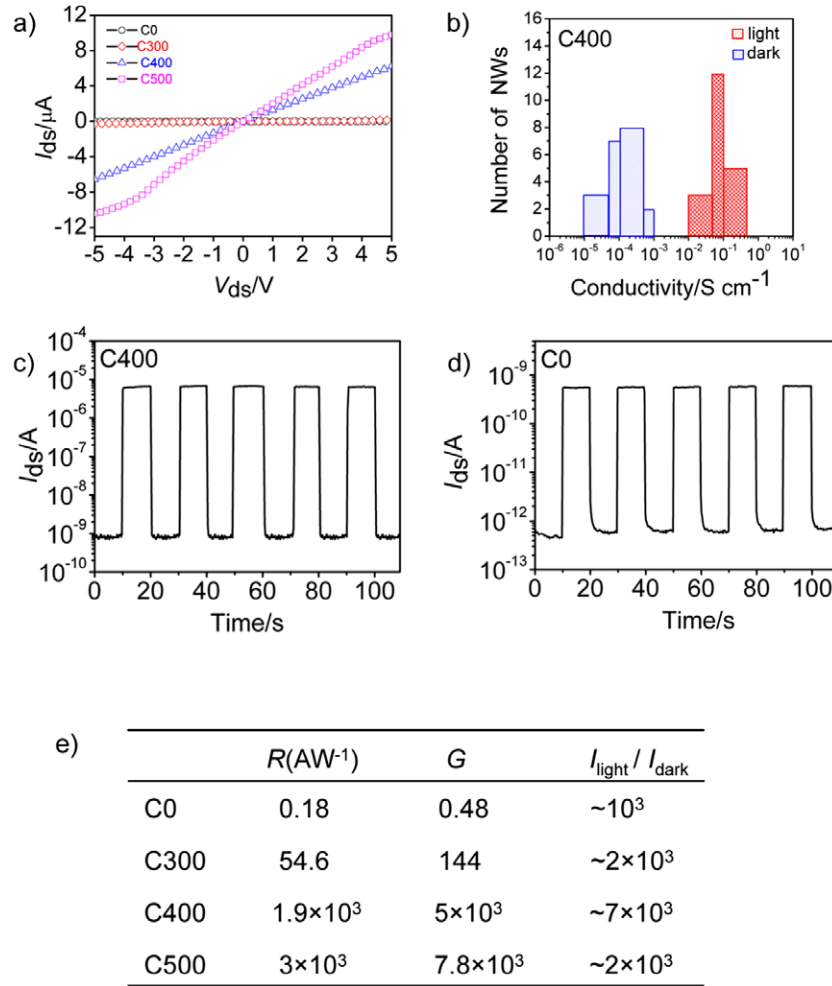 a)
C0
C300
C400
C500
12
8
4
0
-4
-8
-12
I_ds/μA
-5 -4 -3 -2 -1 0 1 2 3 4 5
V_ds/V
b)
C400
light
dark
16
14
12
10
8
6
4
2
0
Number of NWs
10⁻⁶ 10⁻⁵ 10⁻⁴ 10⁻³ 10⁻² 10⁻¹ 10⁰ 10¹
Conductivity/S cm⁻¹
c)
C400
10⁻⁴
10⁻⁵
10⁻⁶
10⁻⁷
10⁻⁸
10⁻⁹
10⁻¹⁰
I_ds/A
0 20 40 60 80 100
Time/s
d)
C0
10⁻⁹
10⁻¹⁰
10⁻¹¹
10⁻¹²
10⁻¹³
I_ds/A
0 20 40 60 80 100
Time/s
e)
R(AW⁻¹) G I_light / I_dark
C0 0.18 0.48 ~10³
C300 54.6 144 ~2×10³
C400 1.9×10³ 5×10³ ~7×10³
C500 3×10³ 7.8×10³ ~2×10³